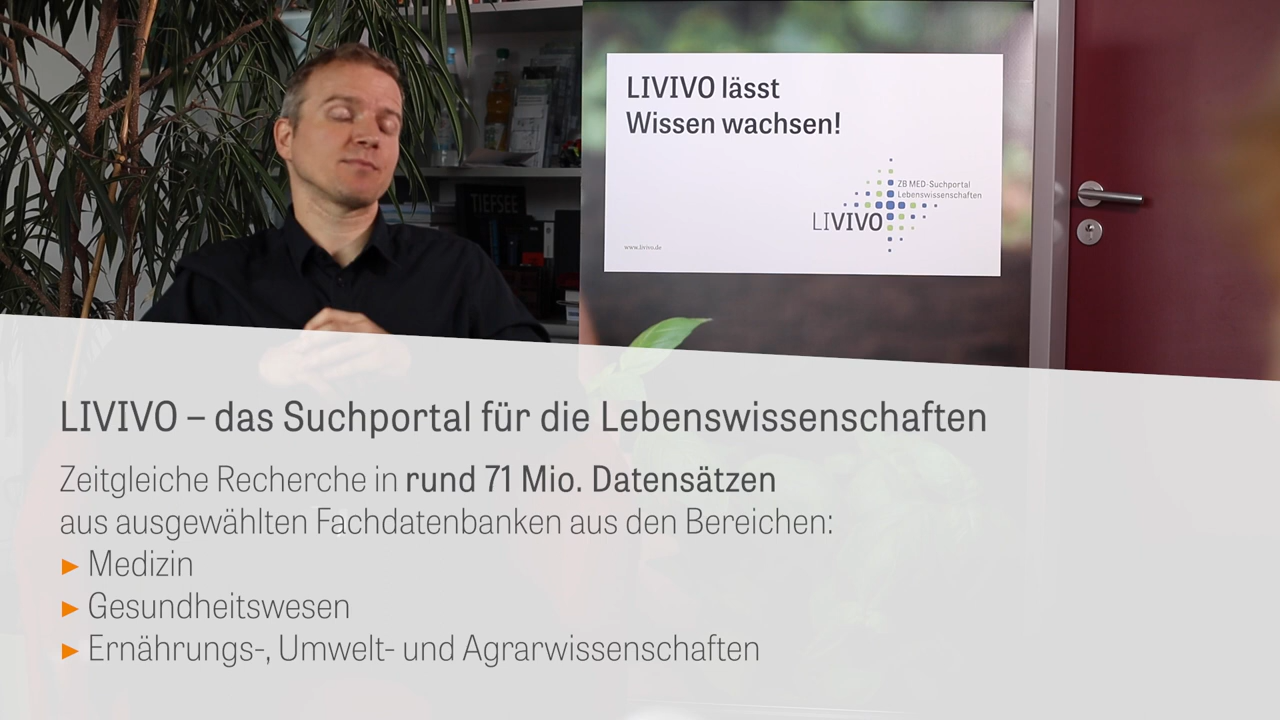 LIVIVO lässt
Wissen wachsen!
ZB MED-Suchportal
Lebenswissenschaften
LIVIVO
www.livivo.de
TIEFSEE
LIVIVO – das Suchportal für die Lebenswissenschaften
Zeitgleiche Recherche in rund 71 Mio. Datensätzen
aus ausgewählten Fachdatenbanken aus den Bereichen:
► Medizin
► Gesundheitswesen
► Ernährungs-, Umwelt- und Agrarwissenschaften